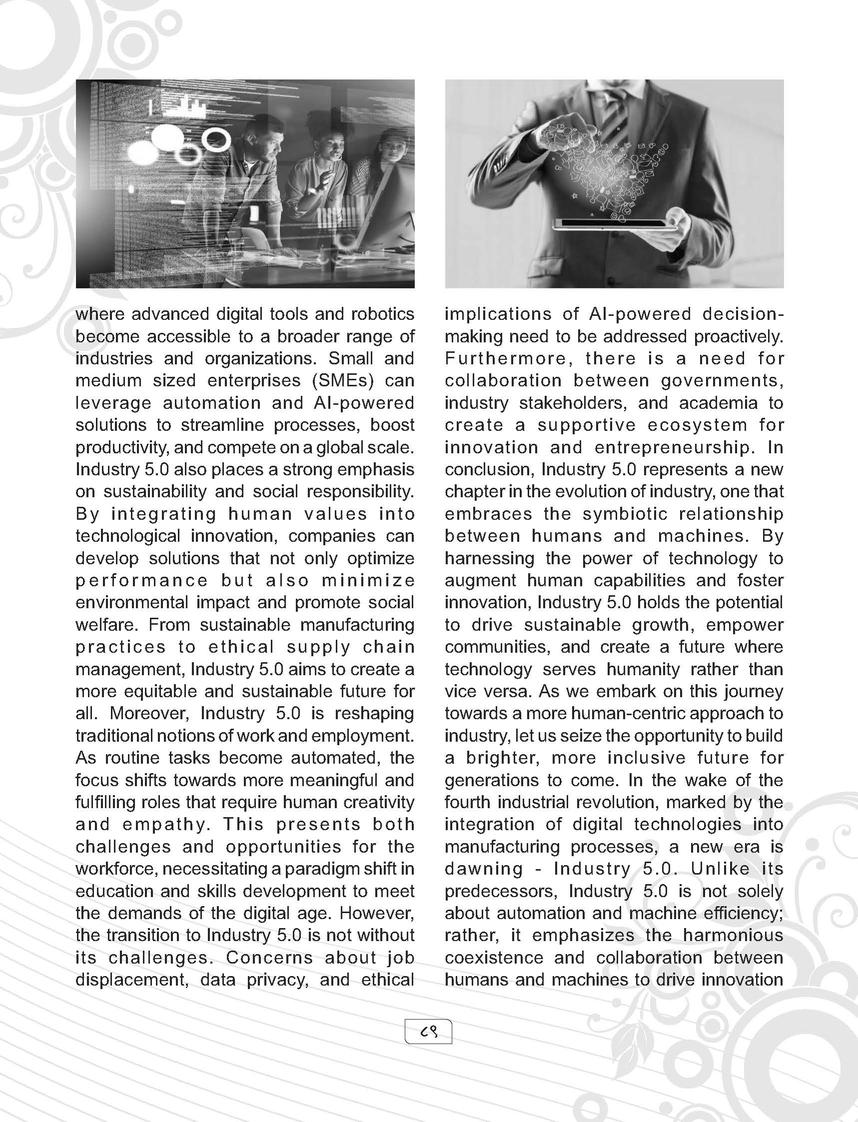 where advanced digital tools and robotics
become accessible to a broader range of
industries and organizations. Small and
medium sized enterprises (SMEs) can
leverage automation and AI-powered
solutions to streamline processes, boost
productivity, and compete on a global scale.
Industry 5.0 also places a strong emphasis
on sustainability and social responsibility.
By integrating human values into
technological innovation, companies can
develop solutions that not only optimize
performance but also minimize
environmental impact and promote social
welfare. From sustainable manufacturing
practices to ethical supply chain
management, Industry 5.0 aims to create a
more equitable and sustainable future for
all. Moreover, Industry 5.0 is reshaping
traditional notions of work and employment.
As routine tasks become automated, the
focus shifts towards more meaningful and
fulfilling roles that require human creativity
and empathy. This presents both
challenges and opportunities for the
workforce, necessitating a paradigm shift in
education and skills development to meet
the demands of the digital age. However,
the transition to Industry 5.0 is not without
its challenges. Concerns about job
displacement, data privacy, and ethical
implications of AI-powered decision-
making need to be addressed proactively.
Furthermore, there is a need for
collaboration between governments,
industry stakeholders, and academia to
create a supportive ecosystem for
innovation and entrepreneurship. In
conclusion, Industry 5.0 represents a new
chapter in the evolution of industry, one that
embraces the symbiotic relationship
between humans and machines. By
harnessing the power of technology to
augment human capabilities and foster
innovation, Industry 5.0 holds the potential
to drive sustainable growth, empower
communities, and create a future where
technology serves humanity rather than
vice versa. As we embark on this journey
towards a more human-centric approach to
industry, let us seize the opportunity to build
a brighter, more inclusive future for
generations to come. In the wake of the
fourth industrial revolution, marked by the
integration of digital technologies into
manufacturing processes, a new era is
dawning - Industry 5.0. Unlike its
predecessors, Industry 5.0 is not solely
about automation and machine efficiency;
rather, it emphasizes the harmonious
coexistence and collaboration between
humans and machines to drive innovation
૮૧